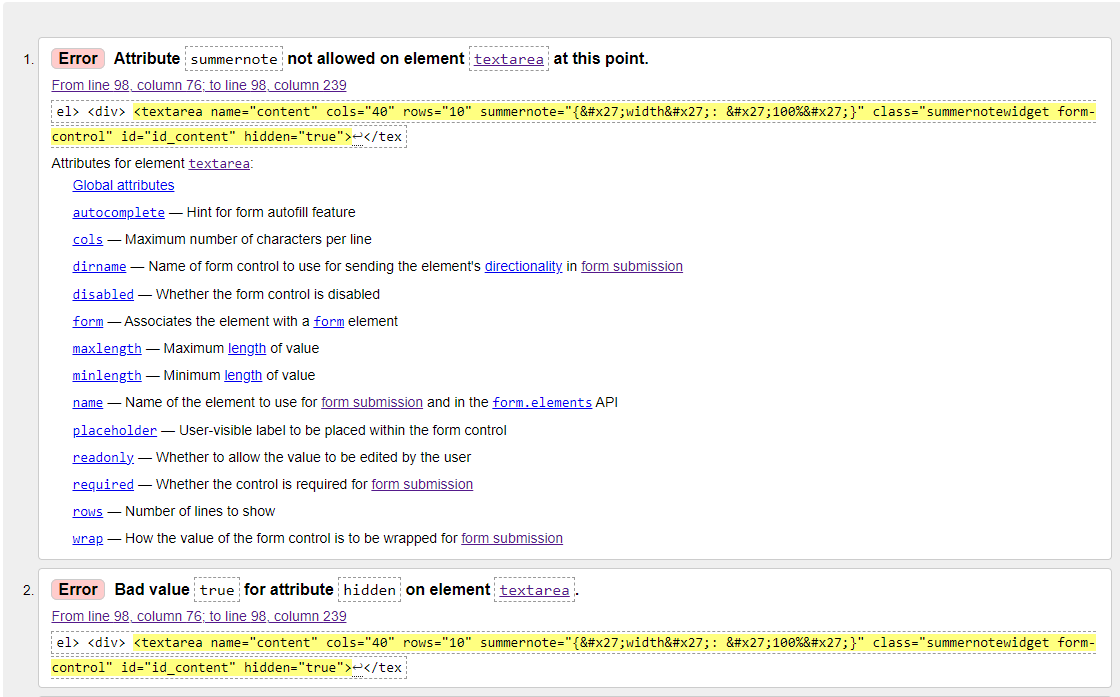 1. Error Attribute summernote not allowed on element textarea at this point.
From line 98, column 76; to line 98, column 239
el> <div> <textarea name="content" cols="40" rows="10" summernote="{&#x27;width&#x27;: &#x27;100%&#x27;}" class="summernotewidget form-
control" id="id_content" hidden="true">↩</tex
Attributes for element textarea:
Global attributes
autocomplete — Hint for form autofill feature
cols — Maximum number of characters per line
dirname — Name of form control to use for sending the element's directionality in form submission
disabled — Whether the form control is disabled
form — Associates the element with a form element
maxlength — Maximum length of value
minlength — Minimum length of value
name — Name of the element to use for form submission and in the form.elements API
placeholder — User-visible label to be placed within the form control
readonly — Whether to allow the value to be edited by the user
required — Whether the control is required for form submission
rows — Number of lines to show
wrap — How the value of the form control is to be wrapped for form submission
2. Error Bad value true for attribute hidden on element textarea.
From line 98, column 76; to line 98, column 239
el> <div> <textarea name="content" cols="40" rows="10" summernote="{&#x27;width&#x27;: &#x27;100%&#x27;}" class="summernotewidget form-
control" id="id_content" hidden="true">↩</tex